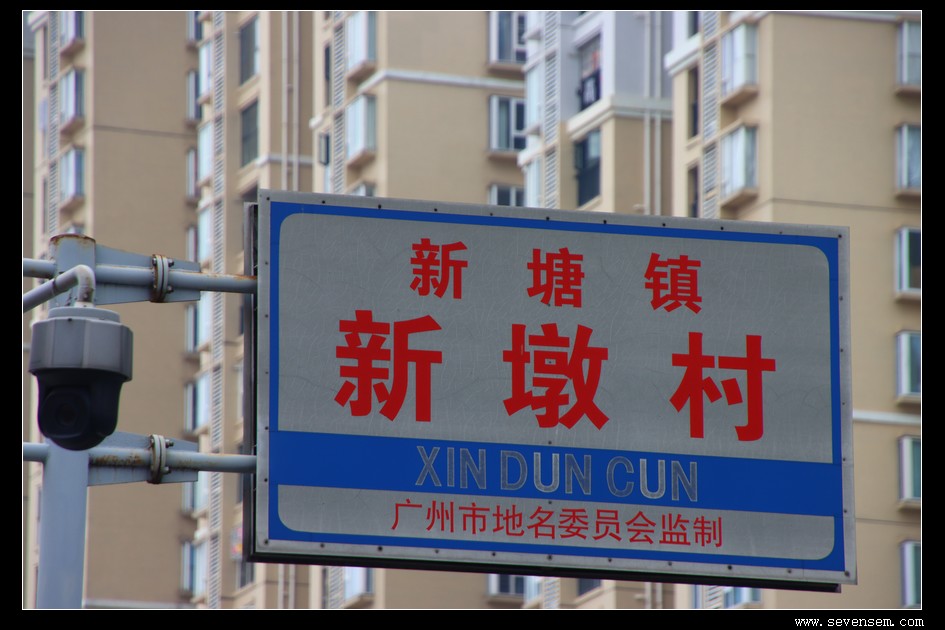 新塘镇
新墩村
XIN DUN CUN
广州市地名委员会监制
www.sevensem.com